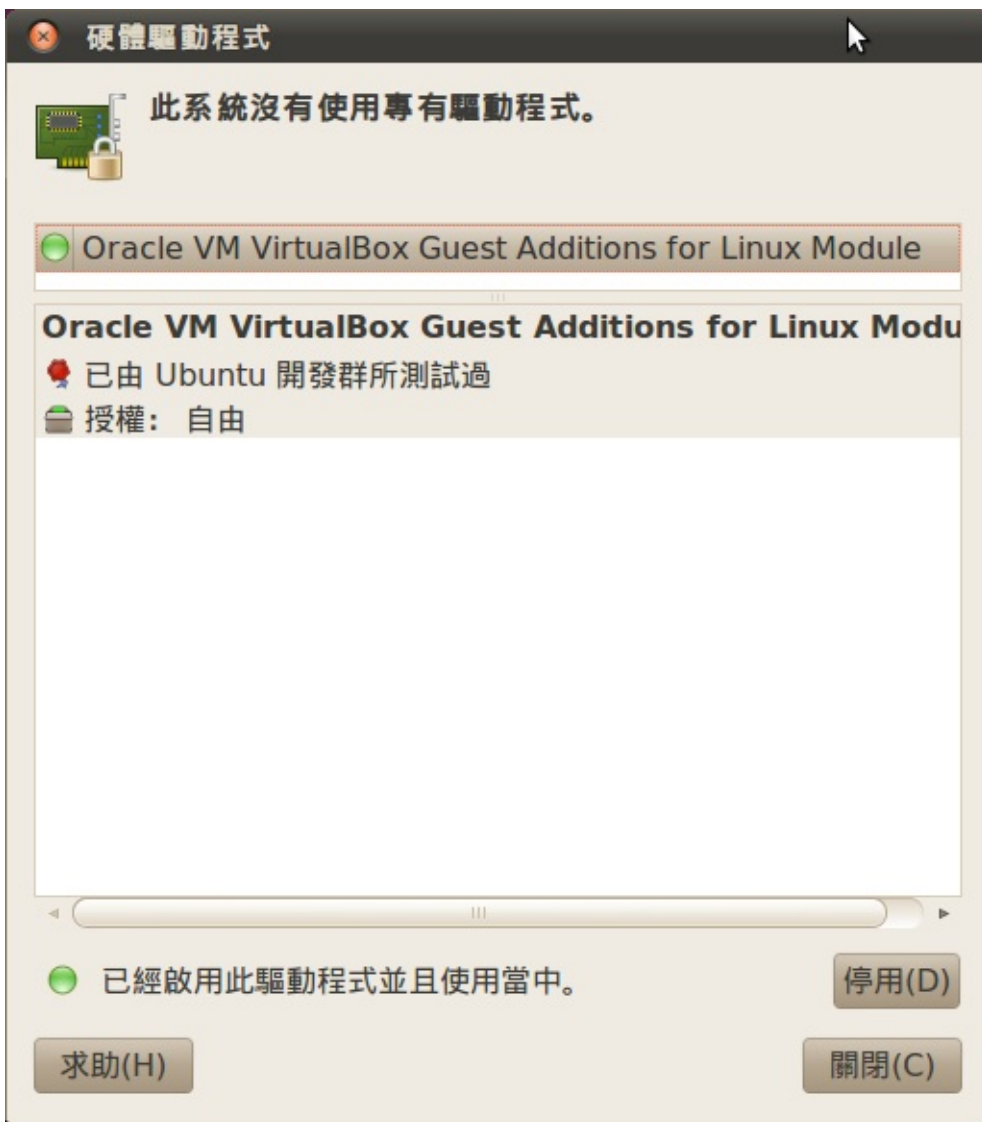 硬體驅動程式
此系統沒有使用專有驅動程式。
Oracle VM VirtualBox Guest Additions for Linux Module
Oracle VM VirtualBox Guest Additions for Linux Modu
已由 Ubuntu 開發群所測試過
授權: 自由
已經啟用此驅動程式並且使用當中。
停用(D)
求助(H)
關閉(C)